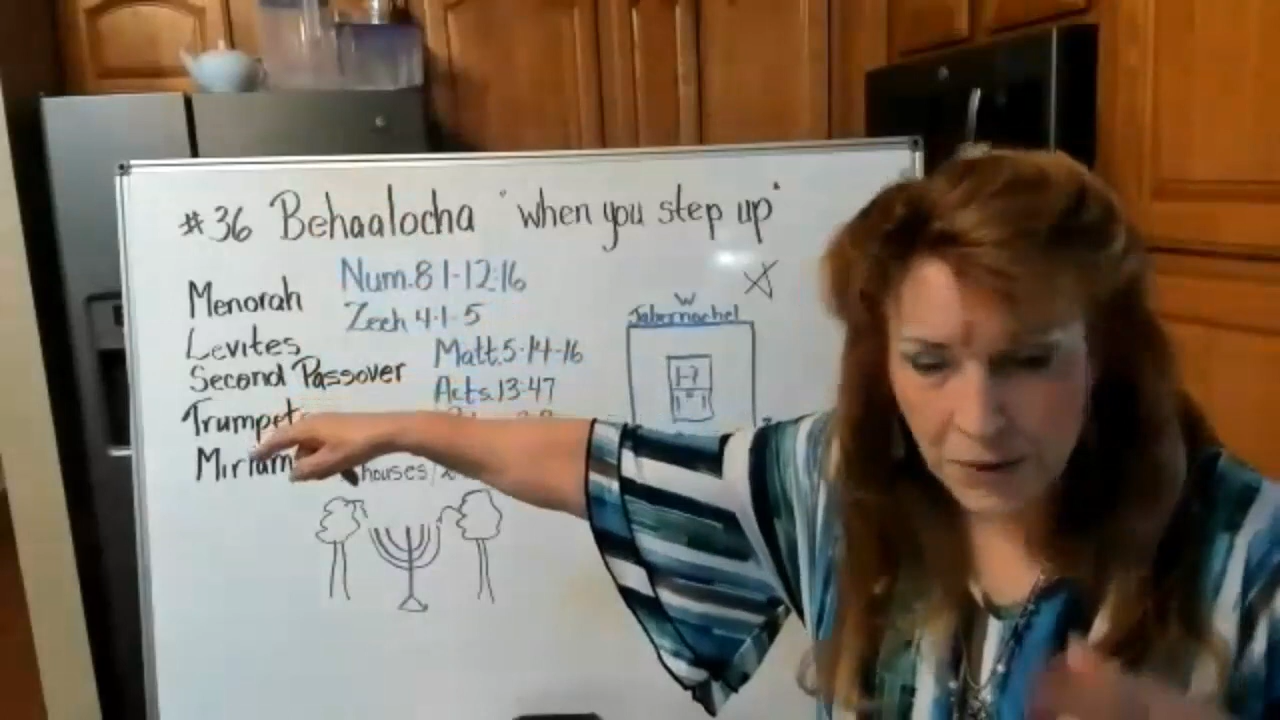 #36 Behaalocha "when you step up"
Menorah
Num.8 1-12:16
Levites
Zech 4:1-5
Second Passover
Matt.5-14-16
Acts.13:47
Trumpet
Miriam
houses/
W